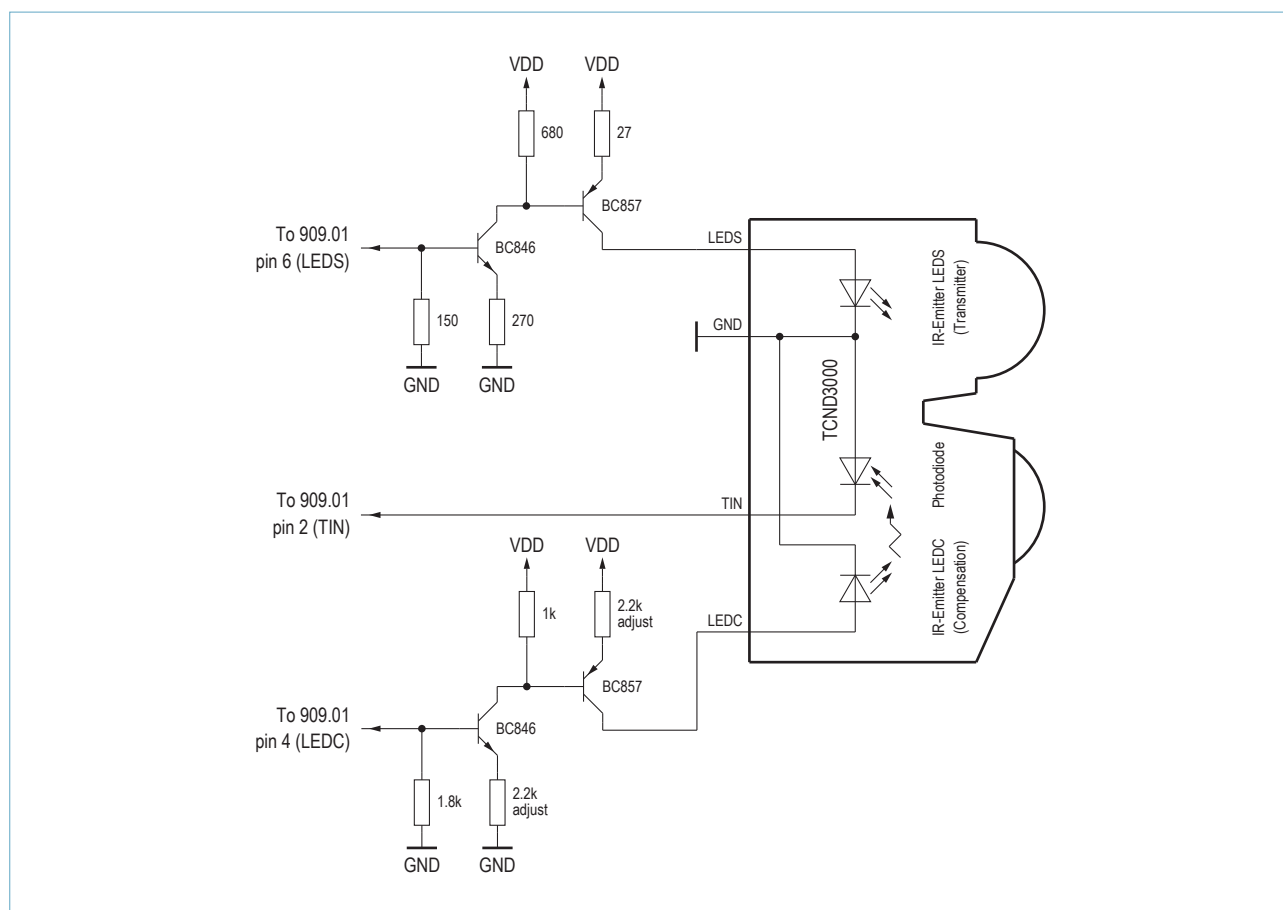 VDD
VDD
680
27
BC857
To 909.01
pin 6 (LEDS)
BC846
LEDS
150
270
GND
GND
GND
IR-Emitter LEDS
(Transmitter)
TCND3000
Photodiode
To 909.01
pin 2 (TIN)
TIN
VDD
VDD
1k
2.2k
adjust
IR-Emitter LEDC
(Compensation)
LEDC
BC857
To 909.01
pin 4 (LEDC)
BC846
1.8k
2.2k
adjust
GND
GND